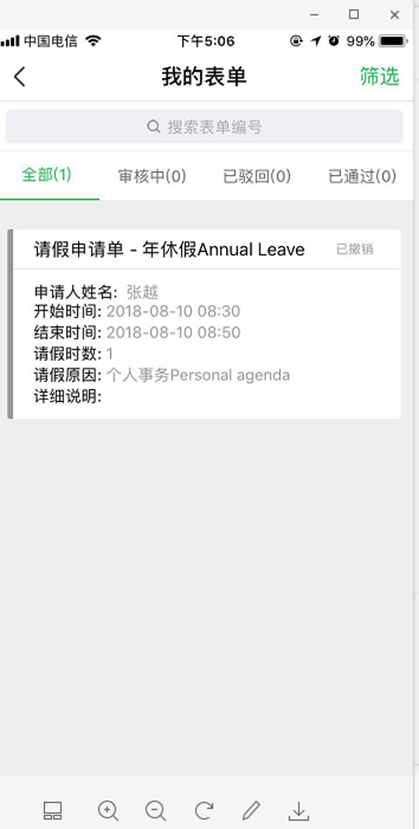 中国电信 下午5:06 99%
我的表单 筛选
搜索表单编号
全部(1) 审核中(0) 已驳回(0) 已通过(0)
请假申请单 - 年休假Annual Leave 已撤销
申请人姓名: 张越
开始时间: 2018-08-10 08:30
结束时间: 2018-08-10 08:50
请假时数: 1
请假原因: 个人事务Personal agenda
详细说明: